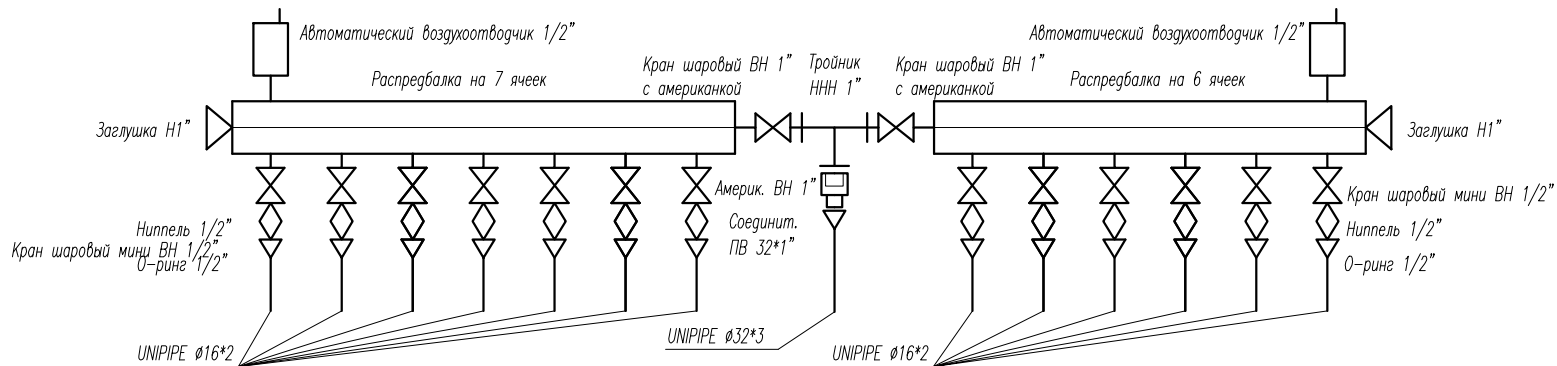 Автоматический воздухоотводчик 1/2”
Автоматический воздухоотводчик 1/2”
Распредбалка на 7 ячеек
Кран шаровый ВН 1”
с американкой
Тройник
ННН 1”
Кран шаровый ВН 1”
с американкой
Распредбалка на 6 ячеек
Заглушка Н1”
Заглушка Н1”
Америк. ВН 1”
Соединит.
ПВ 32*1”
Ниппель 1/2”
Кран шаровый мини ВН 1/2”
О-ринг 1/2”
Кран шаровый мини ВН 1/2”
Ниппель 1/2”
О-ринг 1/2”
UNIPIPE ø16*2
UNIPIPE ø32*3
UNIPIPE ø16*2